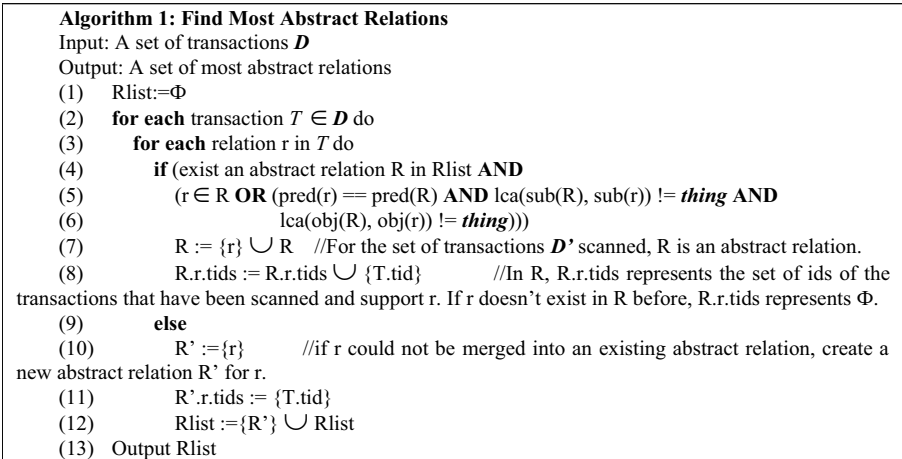 Algorithm 1: Find Most Abstract Relations
Input: A set of transactions D
Output: A set of most abstract relations
(1) Rlist:=Φ
(2) for each transaction T ∈ D do
(3) for each relation r in T do
(4) if (exist an abstract relation R in Rlist AND
(5) (r ∈ R OR (pred(r) == pred(R) AND lca(sub(R), sub(r)) != thing AND
(6) lca(obj(R), obj(r)) != thing)))
(7) R := {r} ∪ R //For the set of transactions D’ scanned, R is an abstract relation.
(8) R.r.tids := R.r.tids ∪ {T.tid} //In R, R.r.tids represents the set of ids of the
transactions that have been scanned and support r. If r doesn’t exist in R before, R.r.tids represents Φ.
(9) else
(10) R’ :={r} //if r could not be merged into an existing abstract relation, create a
new abstract relation R’ for r.
(11) R’.r.tids := {T.tid}
(12) Rlist :={R’} ∪ Rlist
(13) Output Rlist